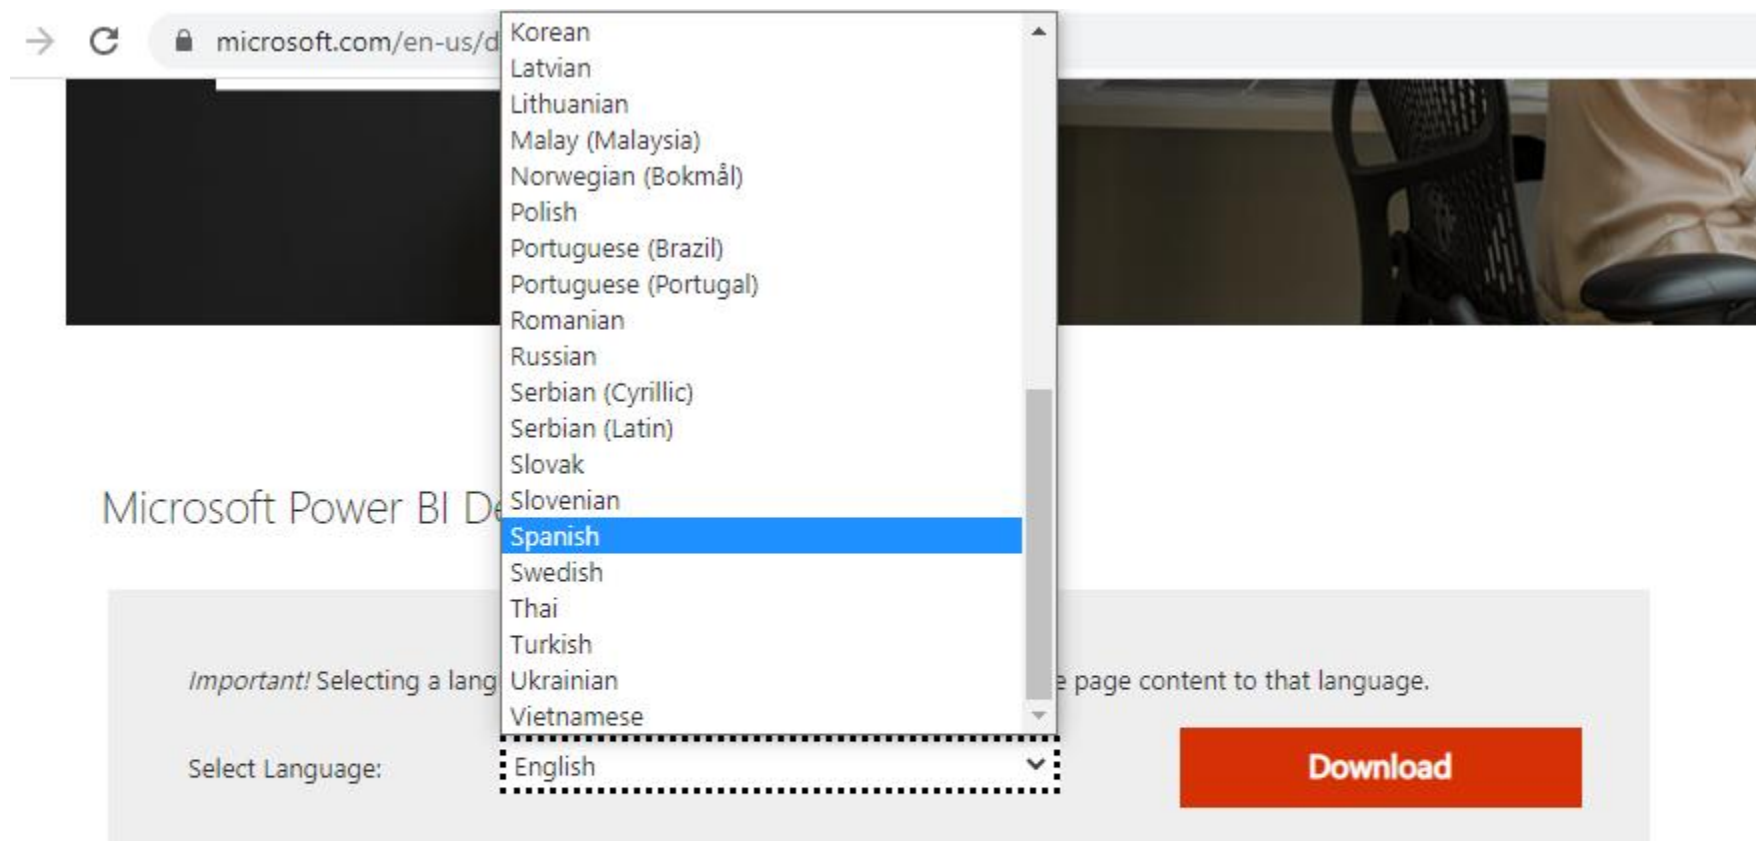 microsoft.com/en-us/d
Korean
Latvian
Lithuanian
Malay (Malaysia)
Norwegian (Bokmål)
Polish
Portuguese (Brazil)
Portuguese (Portugal)
Romanian
Russian
Serbian (Cyrillic)
Serbian (Latin)
Slovak
Slovenian
Spanish
Swedish
Thai
Turkish
Ukrainian
Vietnamese
Microsoft Power BI De
Important! Selecting a lang
e page content to that language.
Select Language:
English
Download